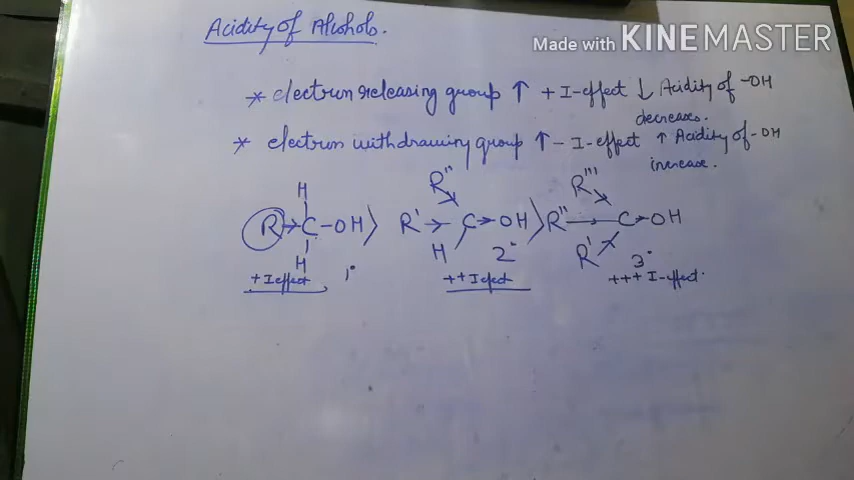 Acidity of Alcohols.
Made with KINEMASTER
* electron releasing group ↑ + I-effect ↓ Acidity of -OH
decreases.
* electron withdrawing group ↑ - I-effect ↑ Acidity of -OH
increase.
H R'' R'''
R→C-OH > R'→C→OH > R''→C→OH
H H 2° R' 3°
+ I effect 1° ++ I effect +++ I-effect.